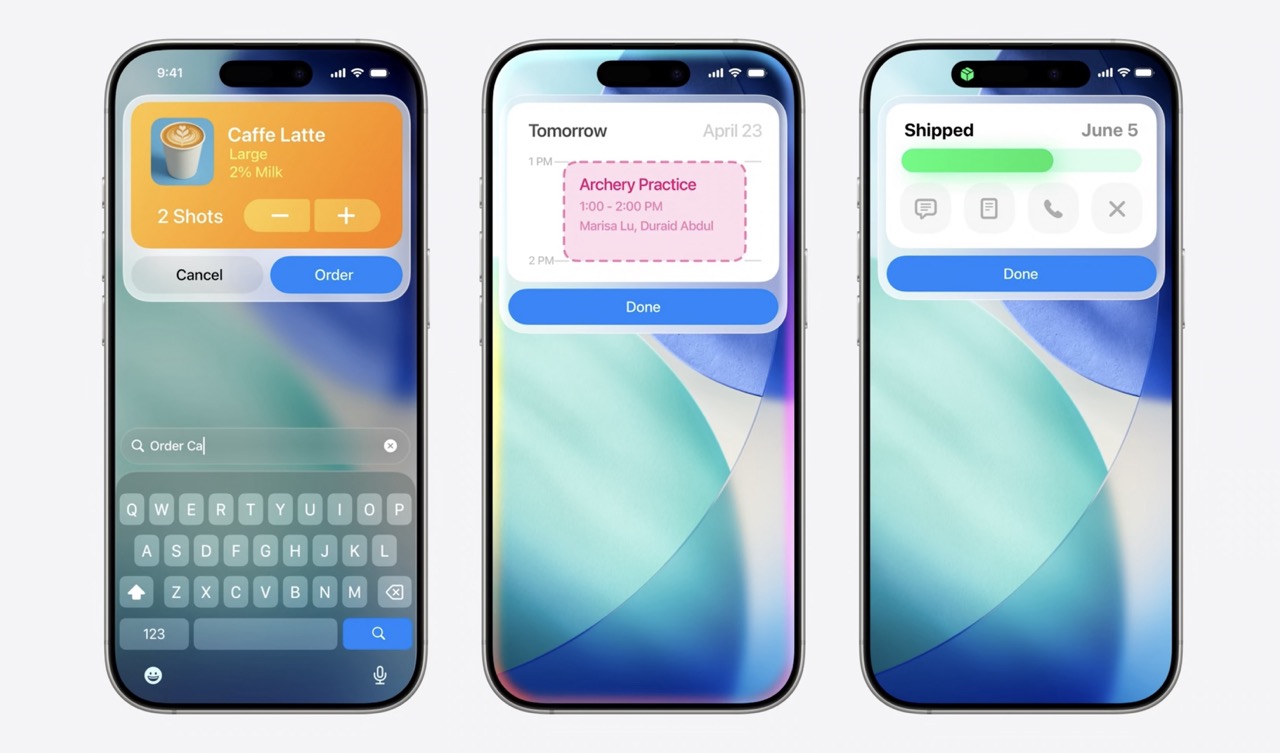 9:41
Caffe Latte
Large
2% Milk
2 Shots
− +
Cancel Order
Order Ca
Q W E R T Y U I O P
A S D F G H J K L
Z X C V B N M
123
Tomorrow April 23
1 PM
Archery Practice
1:00 - 2:00 PM
Marisa Lu, Duraid Abdul
2 PM
Done
Shipped June 5
Done